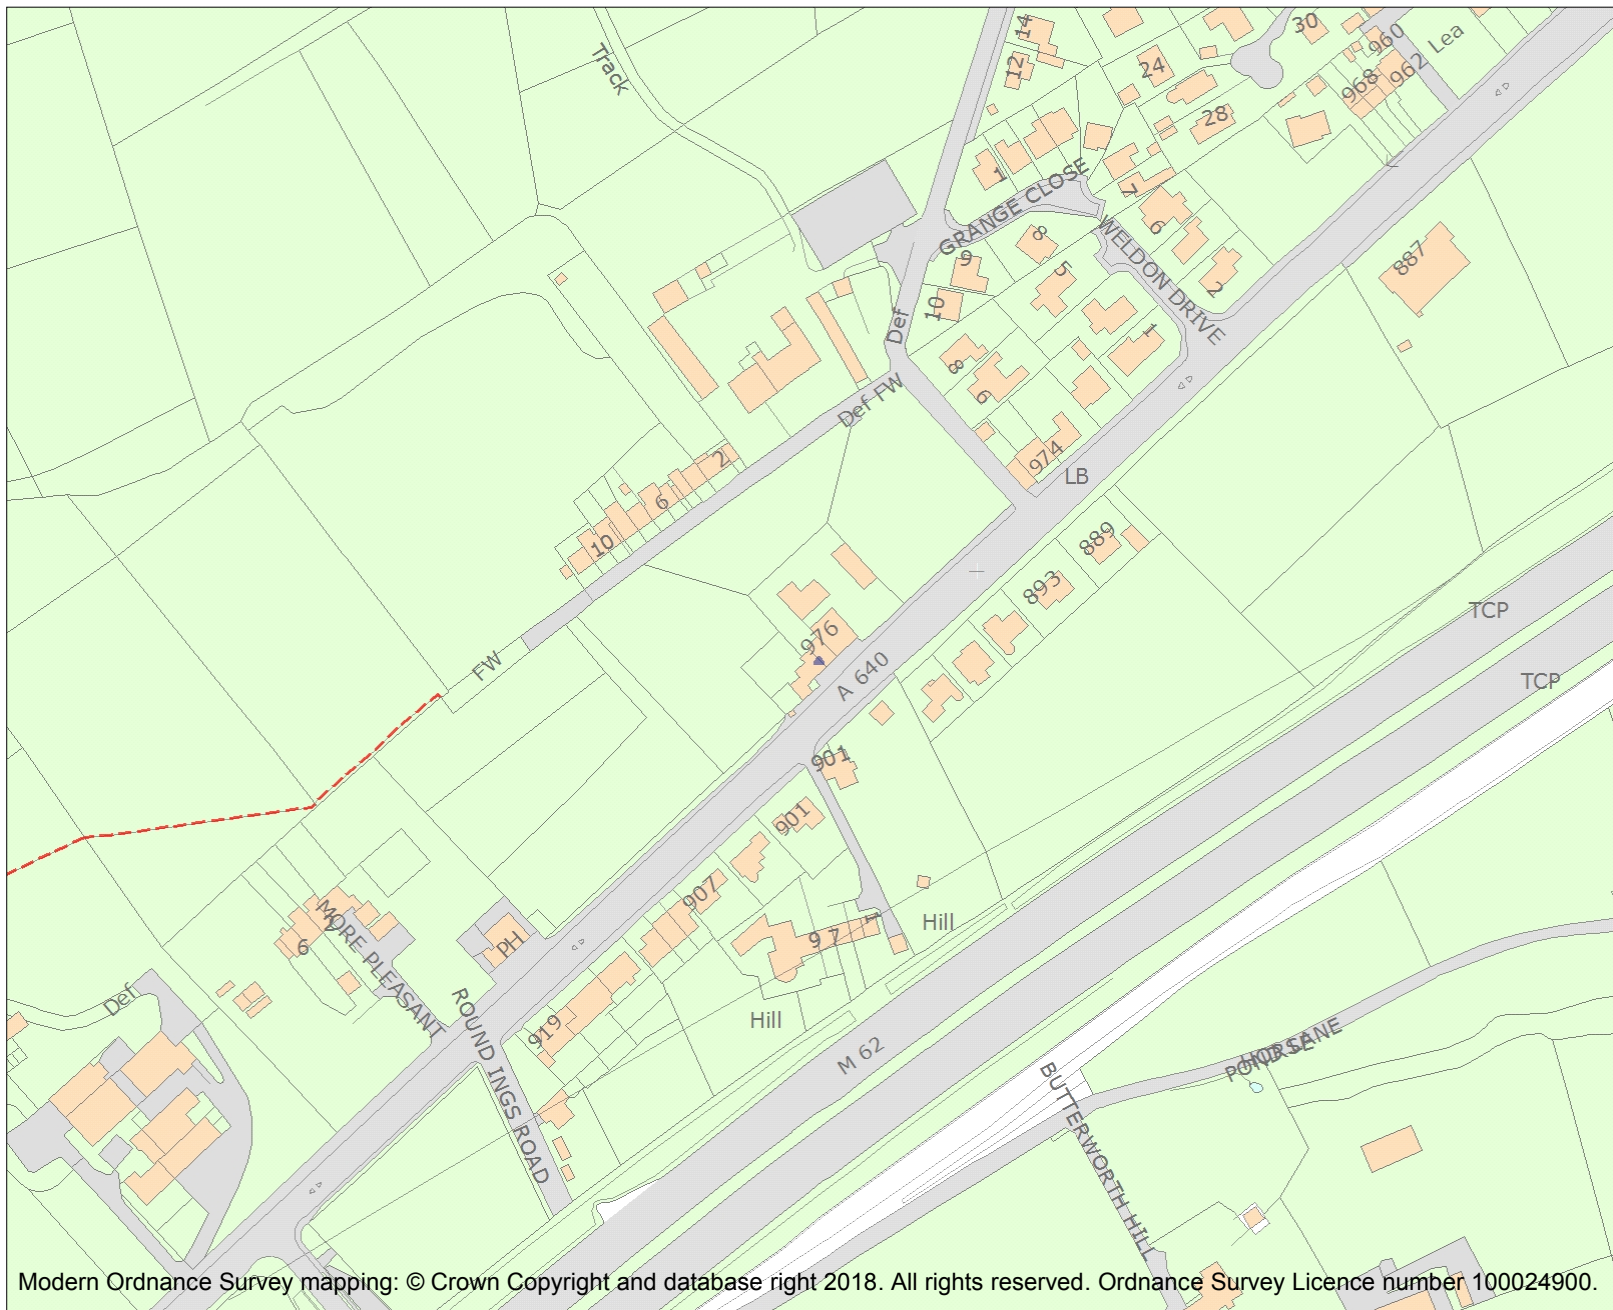 14
30
960
Lea
12
24
962
Track
968
28
1
GRANGE CLOSE
7
6
8
WELDON DRIVE
9
5
887
2
10
Def
1
8
6
Def FW
2
974
LB
6
10
889
893
976
TCP
FW
A 640
TCP
901
901
907
MORE PLEASANT
2
6
PH
9 7
1
Hill
Def
ROUND INGS ROAD
919
Hill
M 62
BUTTERWORTH HILL
Modern Ordnance Survey mapping: © Crown Copyright and database right 2018. All rights reserved. Ordnance Survey Licence number 100024900.